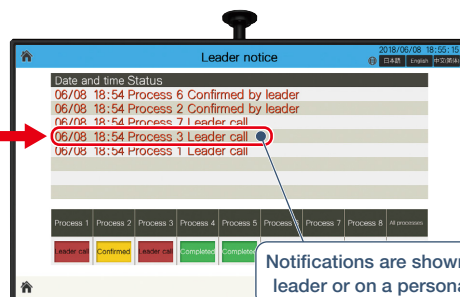 2018/06/08 18:55:15
Leader notice
日本語 English 中文(简体)
Date and time Status
06/08 18:54 Process 6 Confirmed by leader
06/08 18:54 Process 2 Confirmed by leader
06/08 18:54 Process 7 Leader call
06/08 18:54 Process 3 Leader call
06/08 18:54 Process 1 Leader call
Process 1 Process 2 Process 3 Process 4 Process 5 Process 6 Process 7 Process 8 All processes
Leader call Confirmed Leader call Completed Completed
Notifications are shown
leader or on a persona